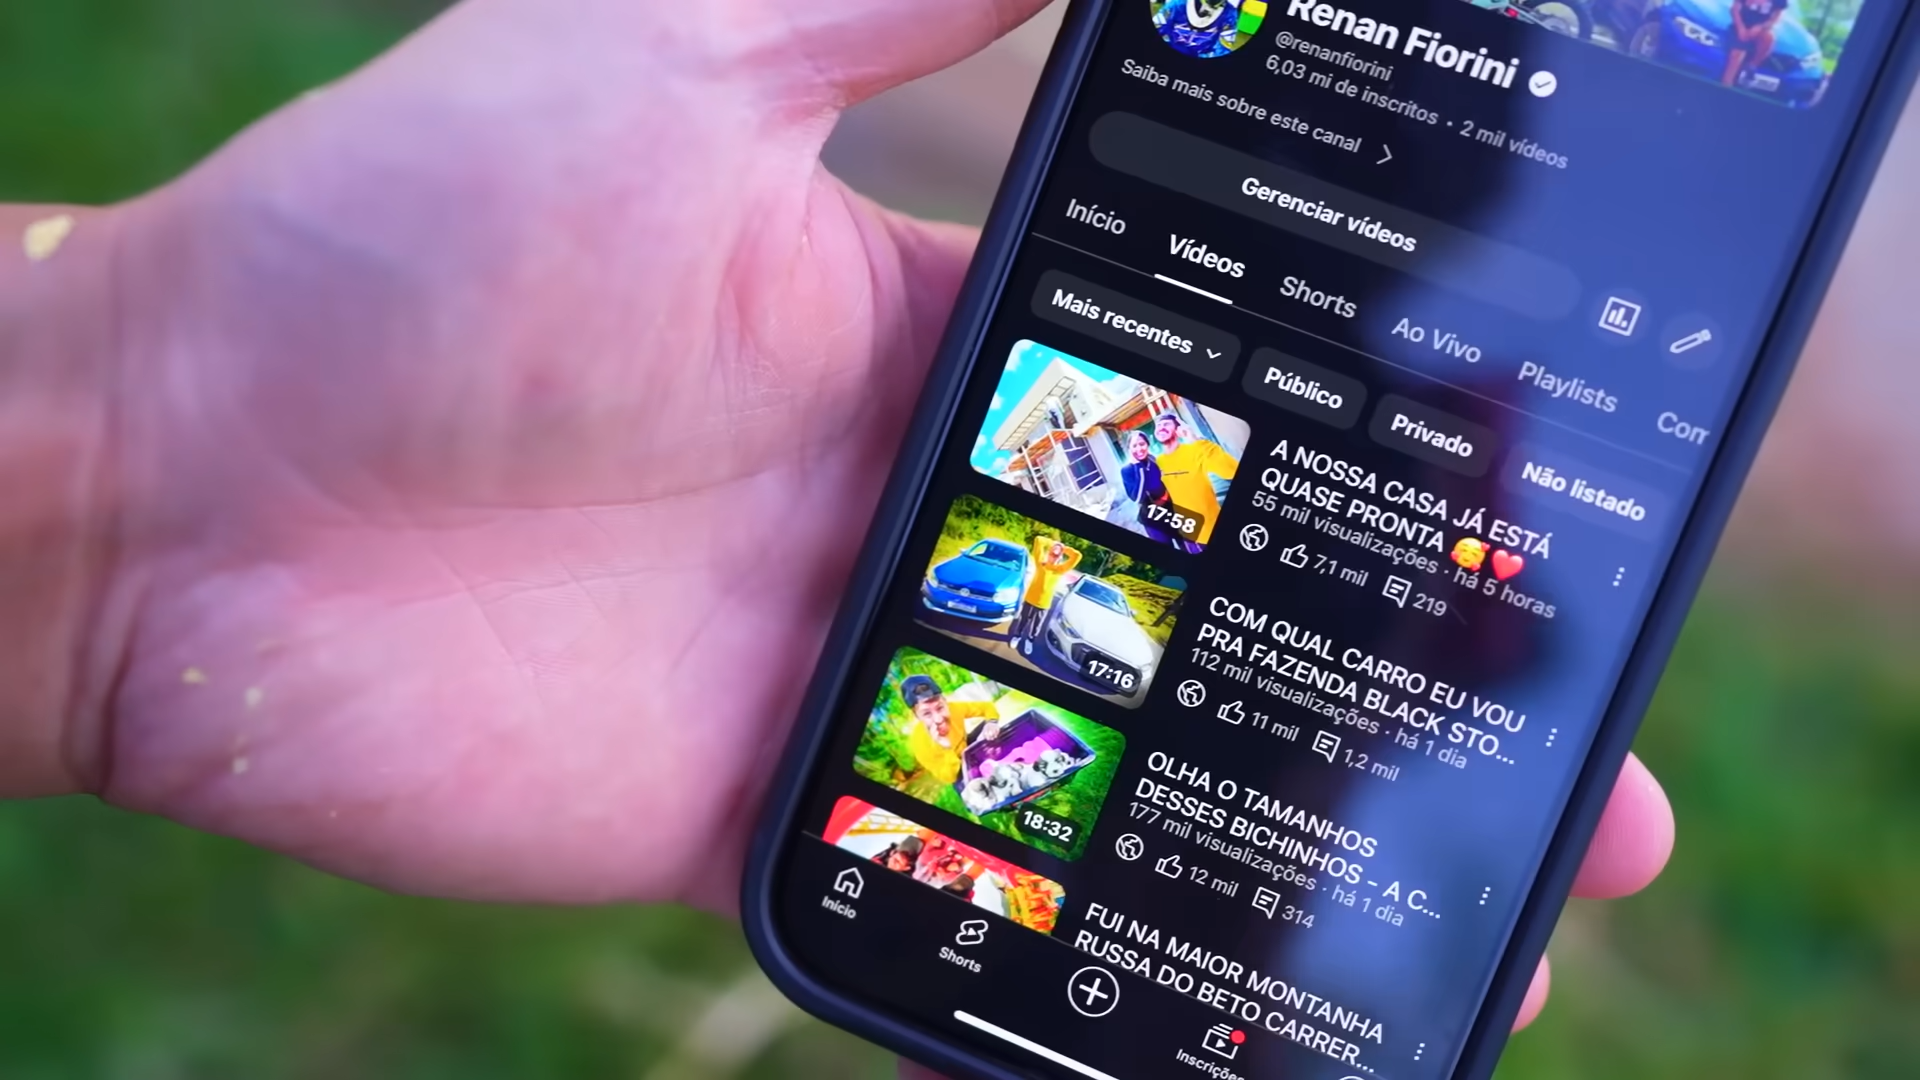 Renan Fiorini
@renanfiorini
6,03 mi de inscritos · 2 mil vídeos
Saiba mais sobre este canal
Gerenciar vídeos
Início Vídeos Shorts Ao Vivo Playlists Com
Mais recentes Público Privado Não listado
17:58
A NOSSA CASA JÁ ESTÁ
QUASE PRONTA 🥰❤️
55 mil visualizações · há 5 horas
7,1 mil 219
17:16
COM QUAL CARRO EU VOU
PRA FAZENDA BLACK STO...
112 mil visualizações · há 1 dia
11 mil 1,2 mil
18:32
OLHA O TAMANHOS
DESSES BICHINHOS - A C...
177 mil visualizações · há 1 dia
12 mil 314
FUI NA MAIOR MONTANHA
RUSSA DO BETO CARRER...
Início Shorts Inscrições